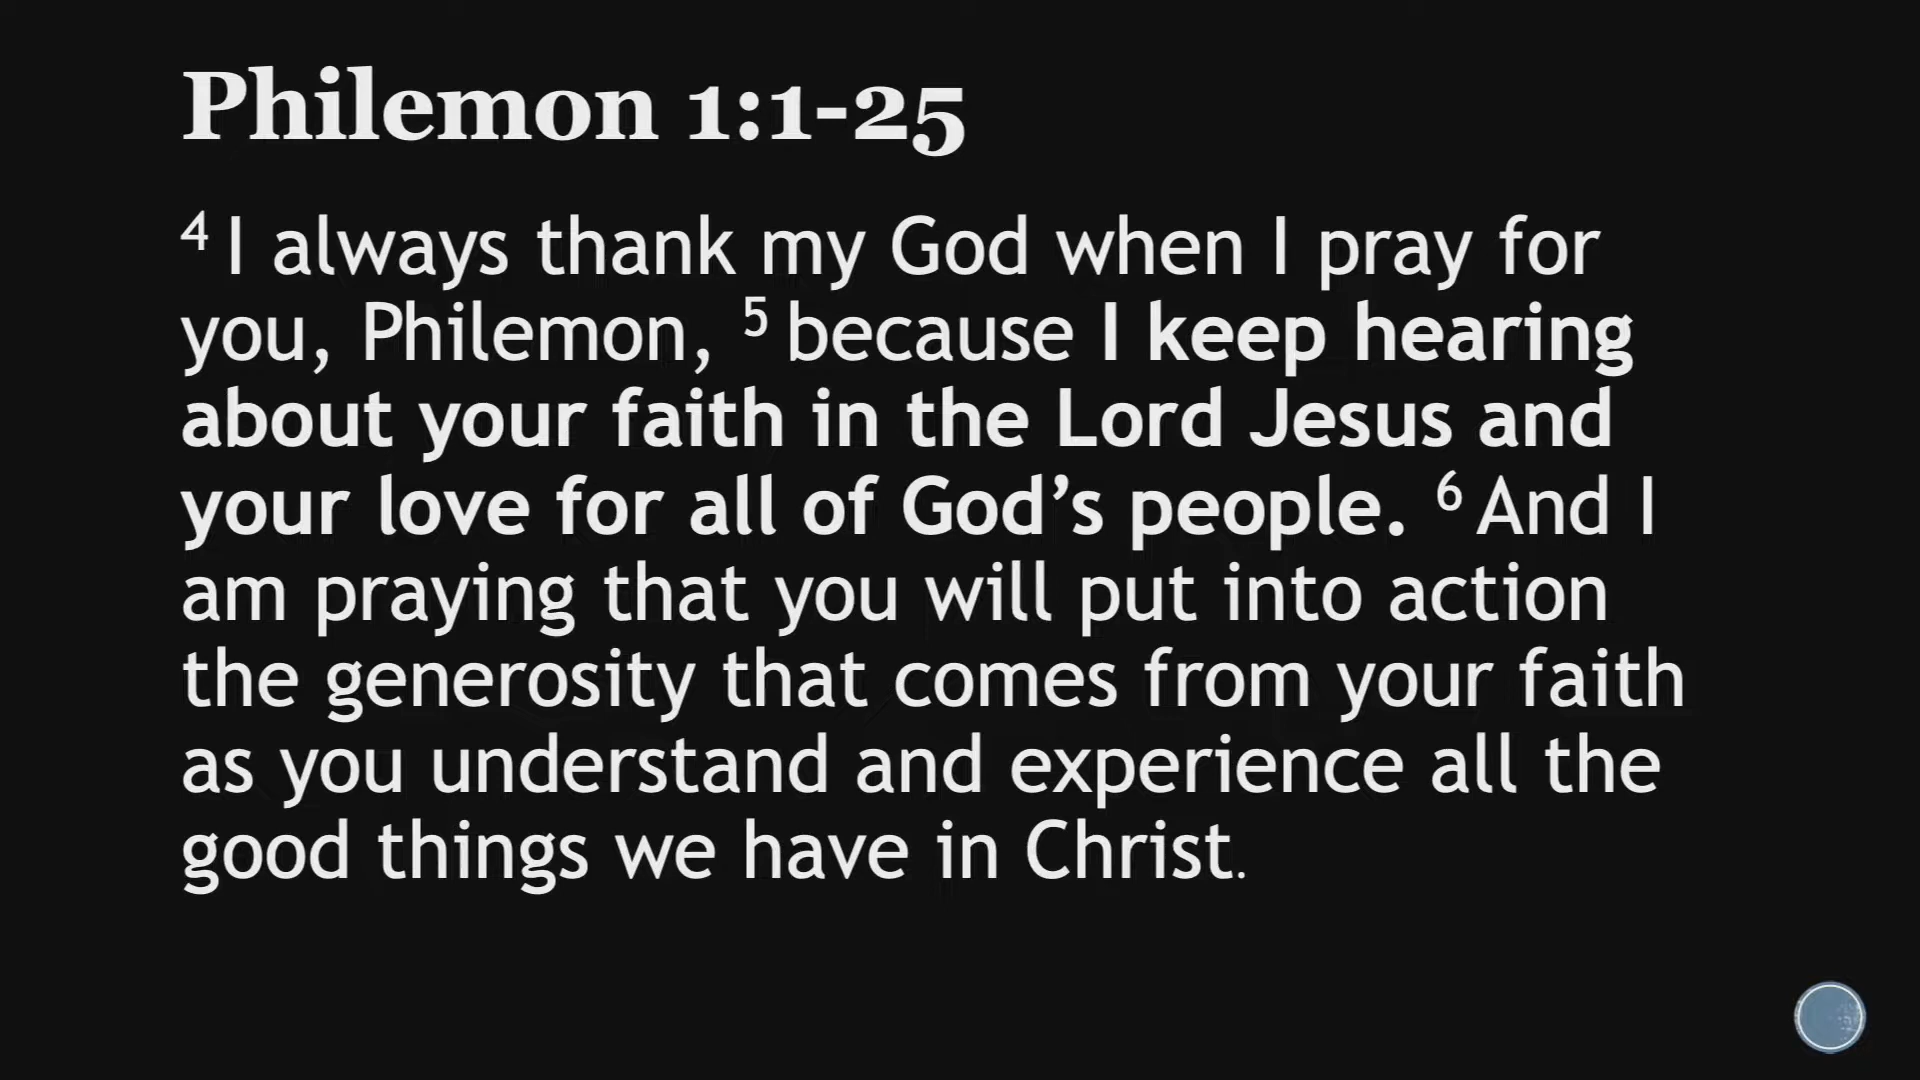 Philemon 1:1-25
4 I always thank my God when I pray for
you, Philemon, 5 because I keep hearing
about your faith in the Lord Jesus and
your love for all of God’s people. 6 And I
am praying that you will put into action
the generosity that comes from your faith
as you understand and experience all the
good things we have in Christ.